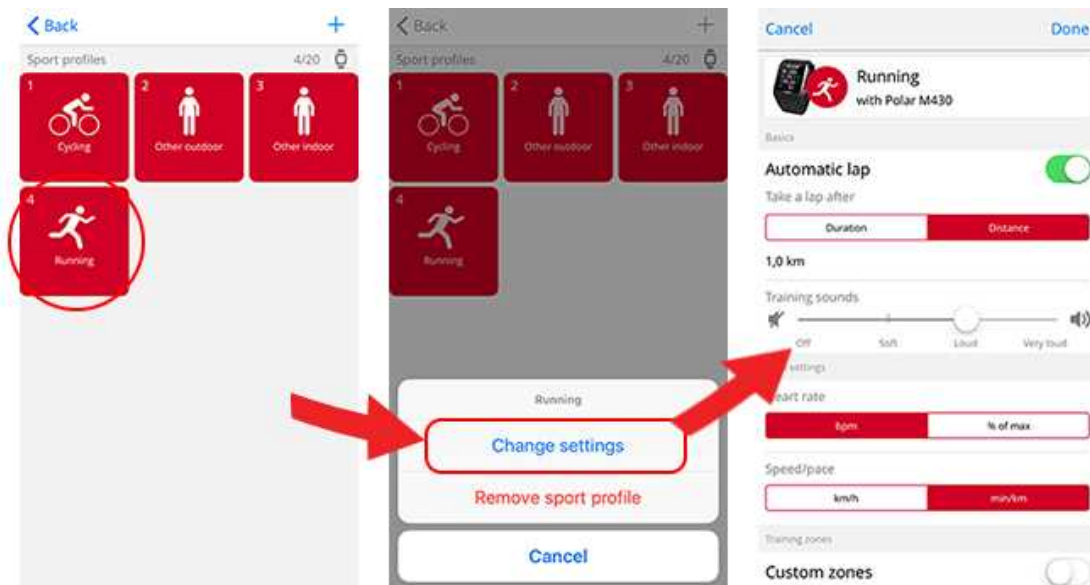 Back
Sport profiles 4/20
1 2 3
Cycling Other outdoor Other indoor
4
Running
Back
Sport profiles 4/20
1 2 3
Cycling Other outdoor Other indoor
4
Running
Running
Change settings
Remove sport profile
Cancel
Cancel Done
Running
with Polar M430
Basics
Automatic lap
Take a lap after
Duration Distance
1,0 km
Training sounds
Off Soft Loud Very loud
settings
eart rate
bpm % of max
Speed/pace
km/h min/km
Training zones
Custom zones